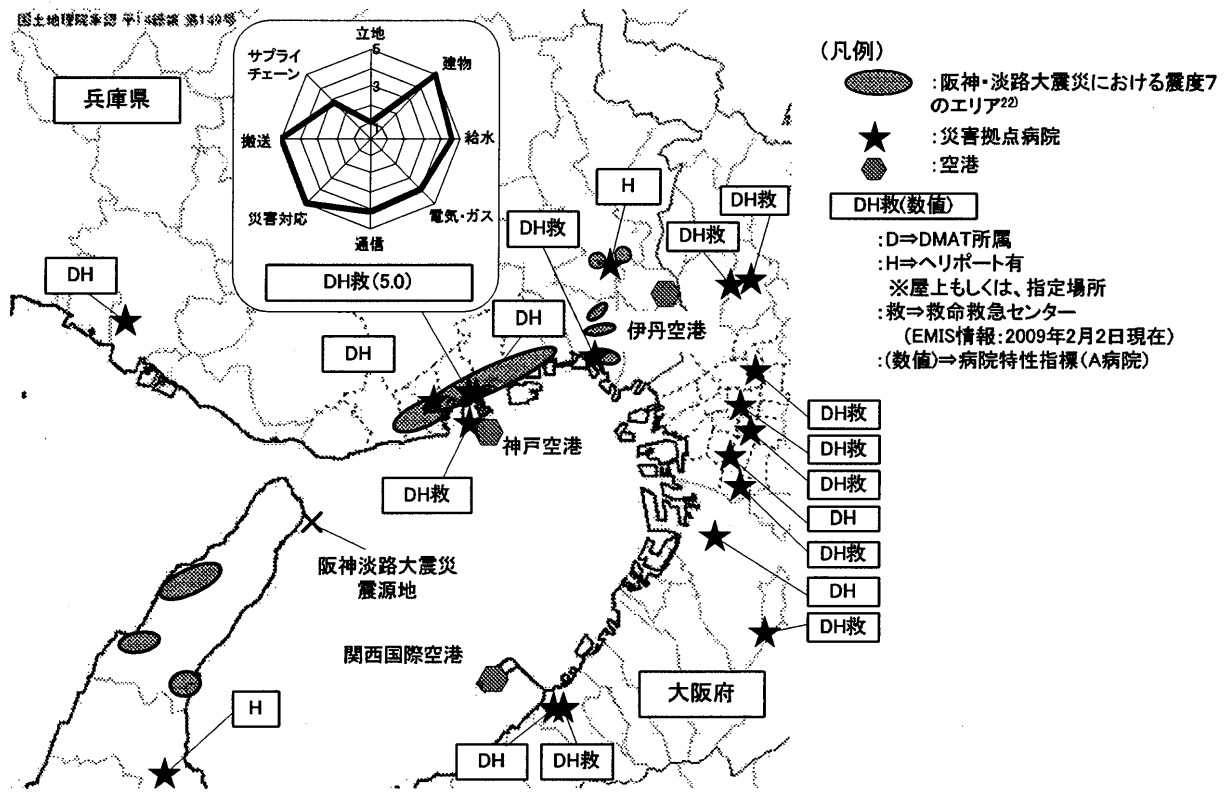 国土地理院承認 平14総複 第149号
兵庫県
立地
5
3
1
建物
給水
電気・ガス
通信
災害対応
搬送
サプライ
チェーン
DH救(5.0)
H
DH救
DH救
DH救
DH
DH
DH
伊丹空港
神戸空港
DH救
阪神淡路大震災
震源地
関西国際空港
H
DH
DH救
大阪府
DH救
DH救
DH救
DH
DH救
DH
DH救
(凡例)
:阪神・淡路大震災における震度7
のエリア22)
:災害拠点病院
:空港
DH救(数値)
:D⇒DMAT所属
:H⇒ヘリポート有
※屋上もしくは、指定場所
:救⇒救命救急センター
(EMIS情報:2009年2月2日現在)
:(数値)⇒病院特性指標(A病院)